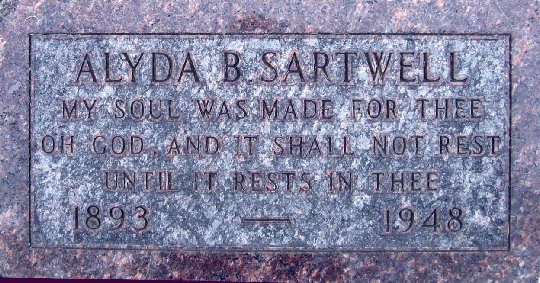 ALYDA B. SARTWELL
MY SOUL WAS MADE FOR THEE
OH GOD, AND IT SHALL NOT REST
UNTIL IT RESTS IN THEE
1893 — 1948